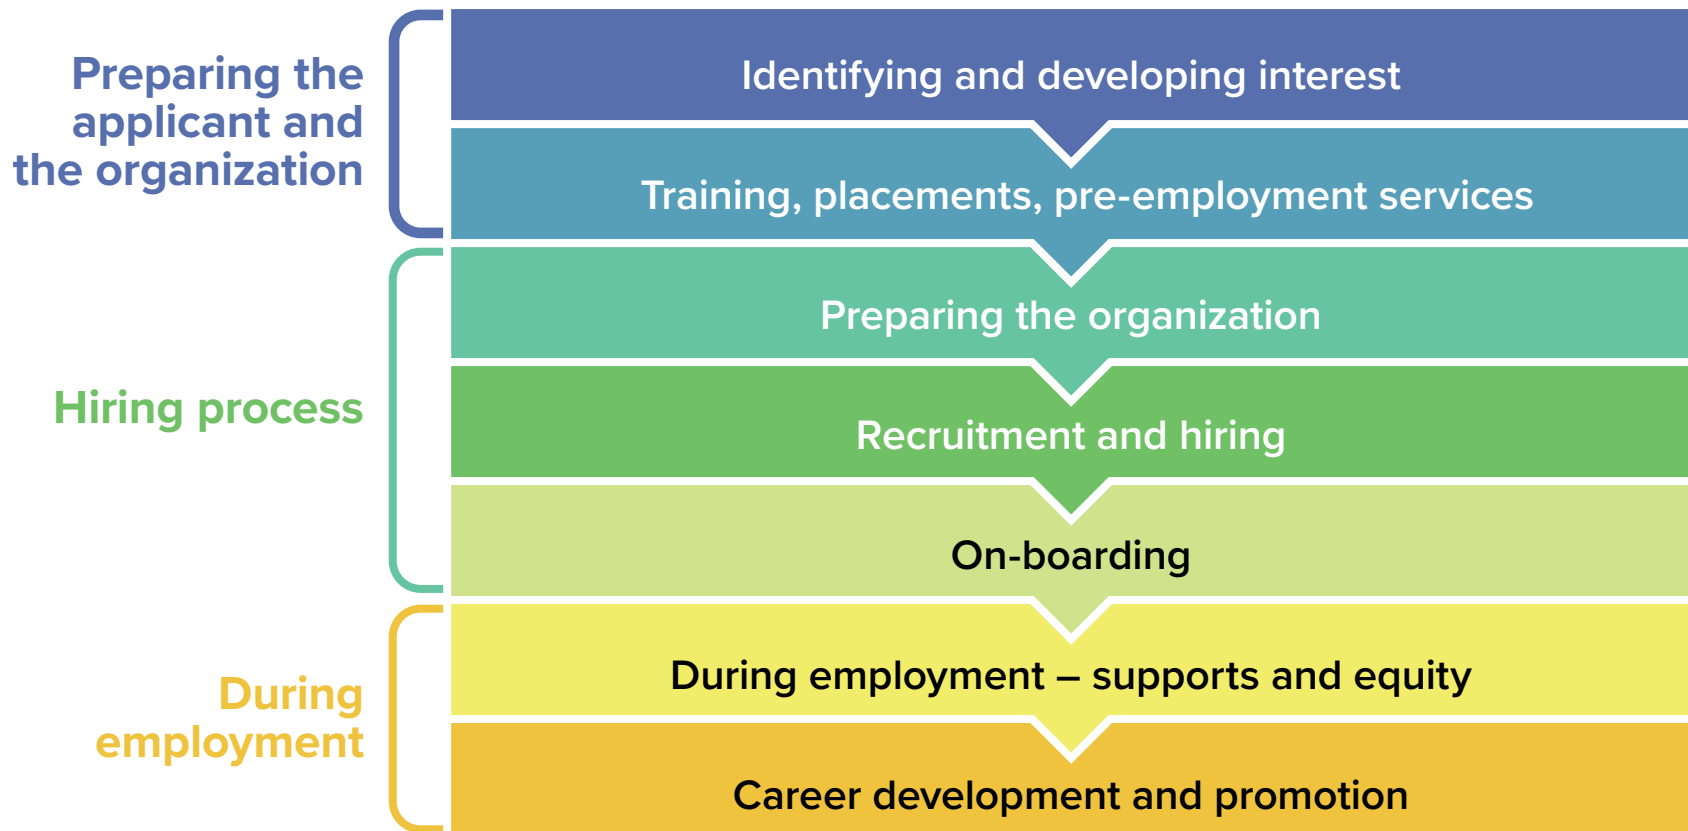 Preparing the
applicant and
the organization
Identifying and developing interest
Training, placements, pre-employment services
Hiring process
Preparing the organization
Recruitment and hiring
On-boarding
During
employment
During employment – supports and equity
Career development and promotion